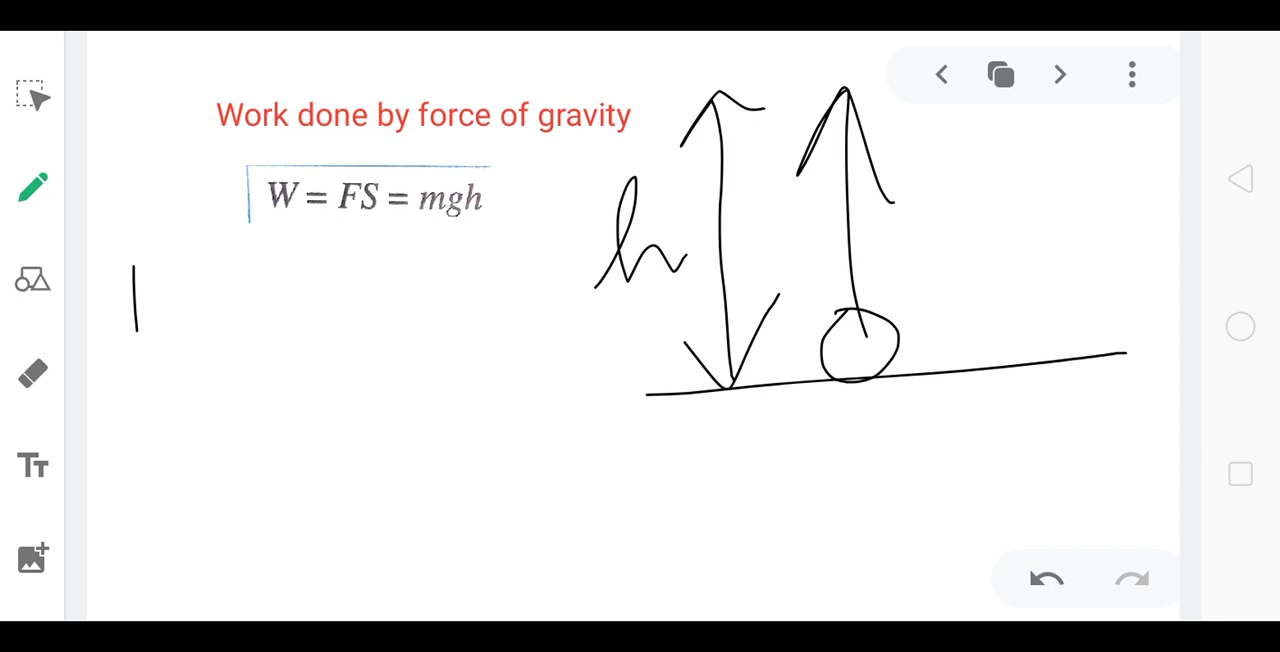 Work done by force of gravity
W = FS = mgh
h